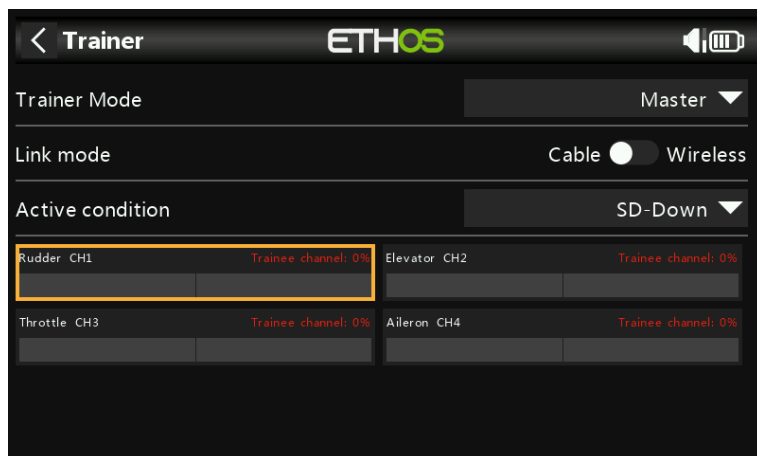 Trainer
ETHOS
Trainer Mode
Master
Link mode
Cable
Wireless
Active condition
SD-Down
Rudder CH1
Trainee channel: 0%
Elevator CH2
Trainee channel: 0%
Throttle CH3
Trainee channel: 0%
Aileron CH4
Trainee channel: 0%